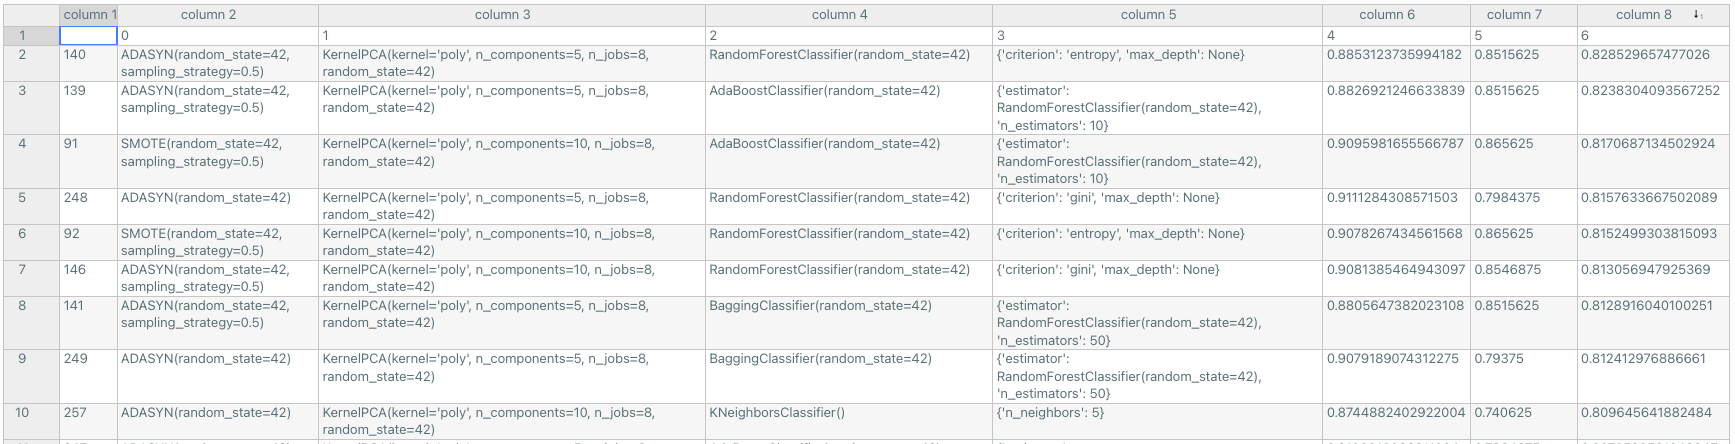 column 1 column 2 column 3 column 4 column 5 column 6 column 7 column 8 ↓1
1 0 1 2 3 4 5 6
2 140 ADASYN(random_state=42, KernelPCA(kernel='poly', n_components=5, n_jobs=8, RandomForestClassifier(random_state=42) {'criterion': 'entropy', 'max_depth': None} 0.8853123735994182 0.8515625 0.828529657477026
sampling_strategy=0.5) random_state=42)
3 139 ADASYN(random_state=42, KernelPCA(kernel='poly', n_components=5, n_jobs=8, AdaBoostClassifier(random_state=42) {'estimator': 0.8826921246633839 0.8515625 0.8238304093567252
sampling_strategy=0.5) random_state=42) RandomForestClassifier(random_state=42),
'n_estimators': 10}
4 91 SMOTE(random_state=42, KernelPCA(kernel='poly', n_components=10, n_jobs=8, AdaBoostClassifier(random_state=42) {'estimator': 0.9095981655566787 0.865625 0.8170687134502924
sampling_strategy=0.5) random_state=42) RandomForestClassifier(random_state=42),
'n_estimators': 10}
5 248 ADASYN(random_state=42) KernelPCA(kernel='poly', n_components=5, n_jobs=8, RandomForestClassifier(random_state=42) {'criterion': 'gini', 'max_depth': None} 0.9111284308571503 0.7984375 0.8157633667502089
random_state=42)
6 92 SMOTE(random_state=42, KernelPCA(kernel='poly', n_components=10, n_jobs=8, RandomForestClassifier(random_state=42) {'criterion': 'entropy', 'max_depth': None} 0.9078267434561568 0.865625 0.8152499303815093
sampling_strategy=0.5) random_state=42)
7 146 ADASYN(random_state=42, KernelPCA(kernel='poly', n_components=10, n_jobs=8, RandomForestClassifier(random_state=42) {'criterion': 'gini', 'max_depth': None} 0.9081385464943097 0.8546875 0.813056947925369
sampling_strategy=0.5) random_state=42)
8 141 ADASYN(random_state=42, KernelPCA(kernel='poly', n_components=5, n_jobs=8, BaggingClassifier(random_state=42) {'estimator': 0.8805647382023108 0.8515625 0.8128916040100251
sampling_strategy=0.5) random_state=42) RandomForestClassifier(random_state=42),
'n_estimators': 50}
9 249 ADASYN(random_state=42) KernelPCA(kernel='poly', n_components=5, n_jobs=8, BaggingClassifier(random_state=42) {'estimator': 0.9079189074312275 0.79375 0.812412976886661
random_state=42) RandomForestClassifier(random_state=42),
'n_estimators': 50}
10 257 ADASYN(random_state=42) KernelPCA(kernel='poly', n_components=10, n_jobs=8, KNeighborsClassifier() {'n_neighbors': 5} 0.8744882402922004 0.740625 0.809645641882484
random_state=42)